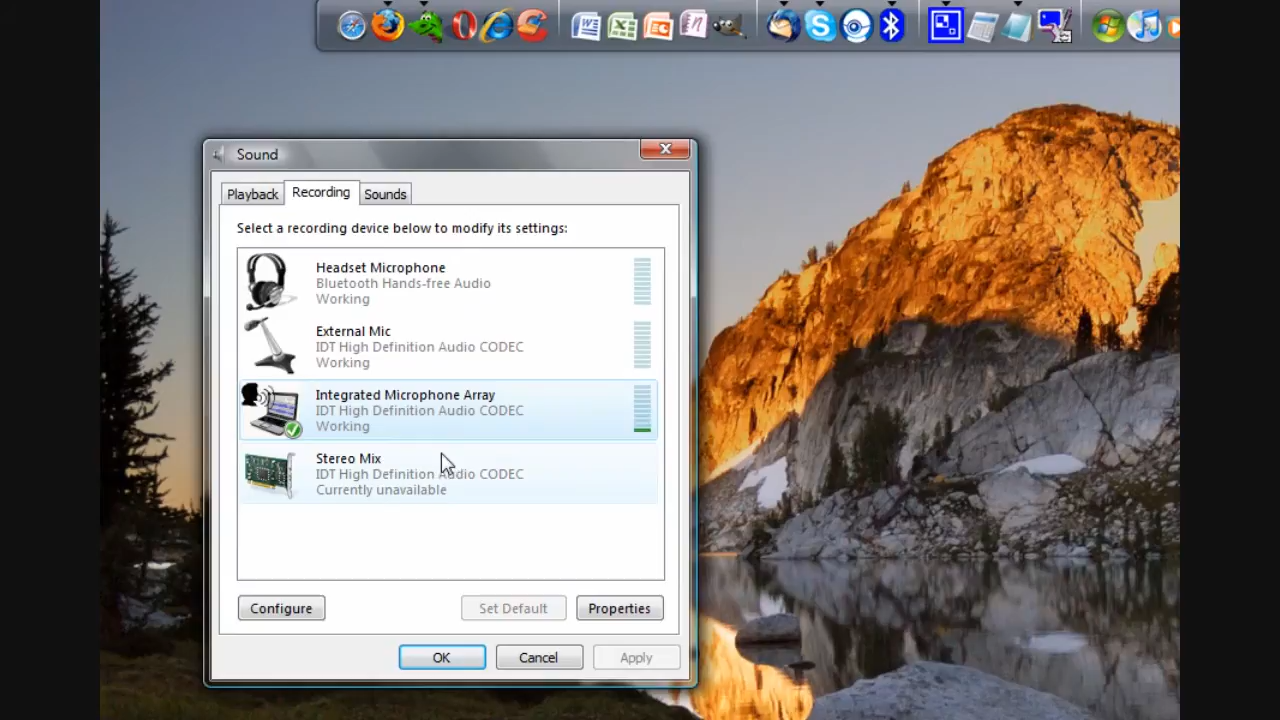 Sound
Playback
Recording
Sounds
Select a recording device below to modify its settings:
Headset Microphone
Bluetooth Hands-free Audio
Working
External Mic
IDT High Definition Audio CODEC
Working
Integrated Microphone Array
IDT High Definition Audio CODEC
Working
Stereo Mix
IDT High Definition Audio CODEC
Currently unavailable
Configure
Set Default
Properties
OK
Cancel
Apply